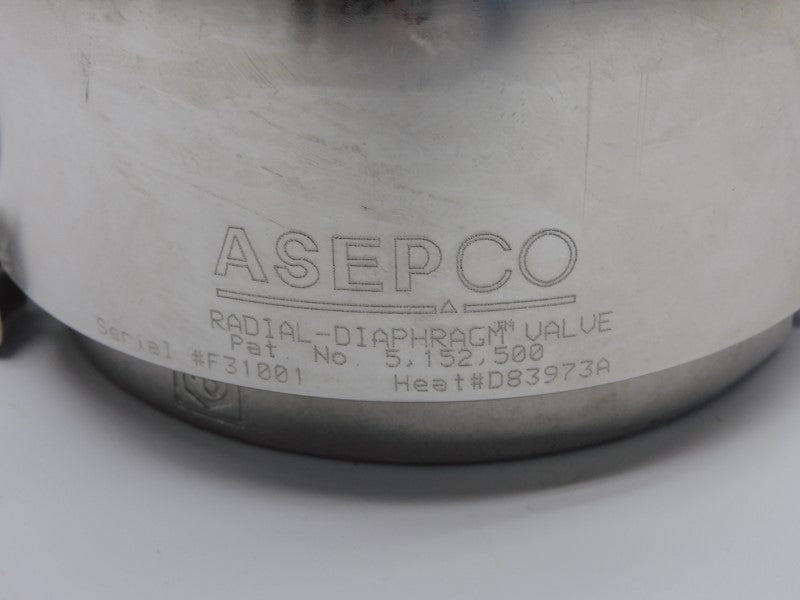 ASEPCO
RADIAL-DIAPHRAGM™ VALVE
Pat No 5,152,500
Serial #F31001 Heat#D83973A